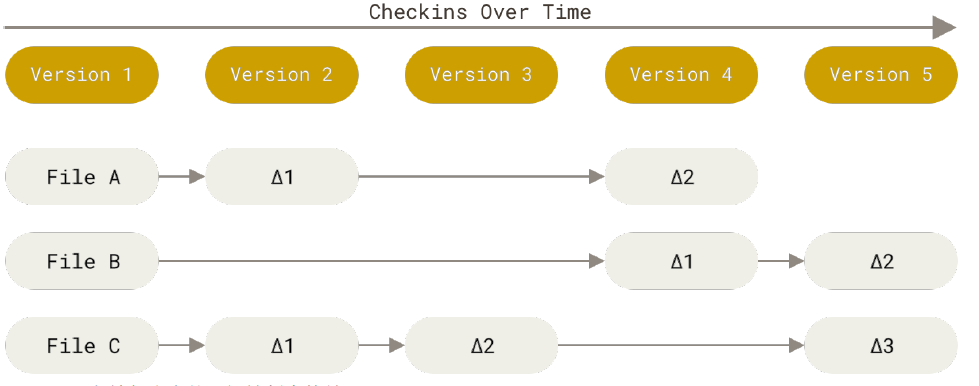 Checkins Over Time
Version 1 Version 2 Version 3 Version 4 Version 5
File A Δ1 Δ2
File B Δ1 Δ2
File C Δ1 Δ2 Δ3